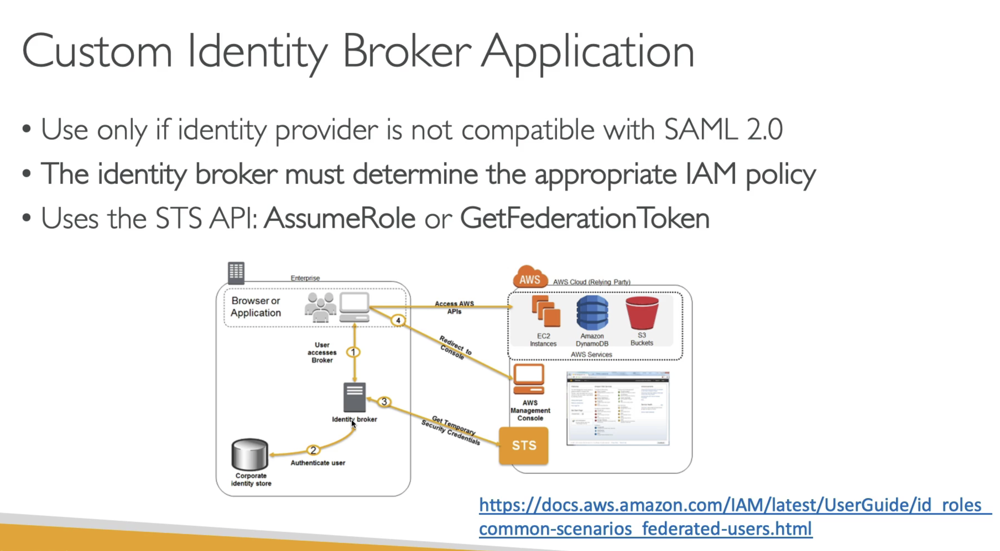 Custom Identity Broker Application
• Use only if identity provider is not compatible with SAML 2.0
• The identity broker must determine the appropriate IAM policy
• Uses the STS API: AssumeRole or GetFederationToken
Enterprise
Browser or
Application
4
User
accesses
Broker
1
3
Identity broker
2
Authenticate user
Corporate
identity store
Access AWS
APIs
Redirect to
Console
Get Temporary
Security Credentials
AWS
AWS Cloud (Relying Party)
EC2
Instances
Amazon
DynamoDB
S3
Buckets
AWS Services
AWS
Management
Console
STS
https://docs.aws.amazon.com/IAM/latest/UserGuide/id_roles_
common-scenarios_federated-users.html